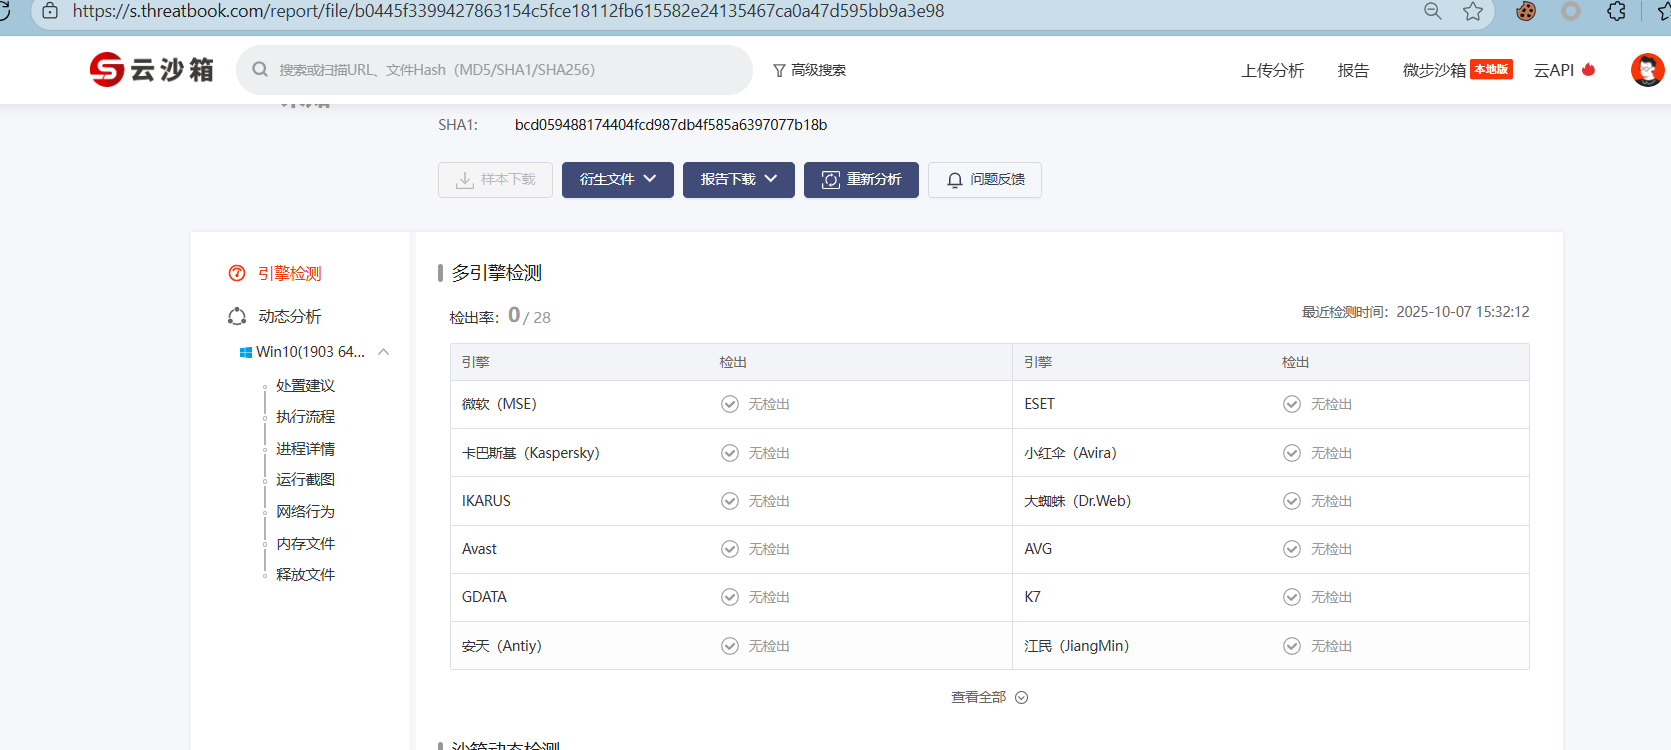 https://s.threatbook.com/report/file/b0445f3399427863154c5fce18112fb615582e24135467ca0a47d595bb9a3e98
云沙箱
搜索或扫描URL、文件Hash（MD5/SHA1/SHA256）
高级搜索
上传分析
报告
微步沙箱 本地版
云API
SHA1: bcd059488174404fcd987db4f585a6397077b18b
样本下载
衍生文件
报告下载
重新分析
问题反馈
引擎检测
动态分析
Win10(1903 64...
处置建议
执行流程
进程详情
运行截图
网络行为
内存文件
释放文件
多引擎检测
检出率：0 / 28
最近检测时间：2025-10-07 15:32:12
引擎 检出 引擎 检出
微软（MSE） 无检出 ESET 无检出
卡巴斯基（Kaspersky） 无检出 小红伞（Avira） 无检出
IKARUS 无检出 大蜘蛛（Dr.Web） 无检出
Avast 无检出 AVG 无检出
GDATA 无检出 K7 无检出
安天（Antiy） 无检出 江民（JiangMin） 无检出
查看全部
沙箱动态检测